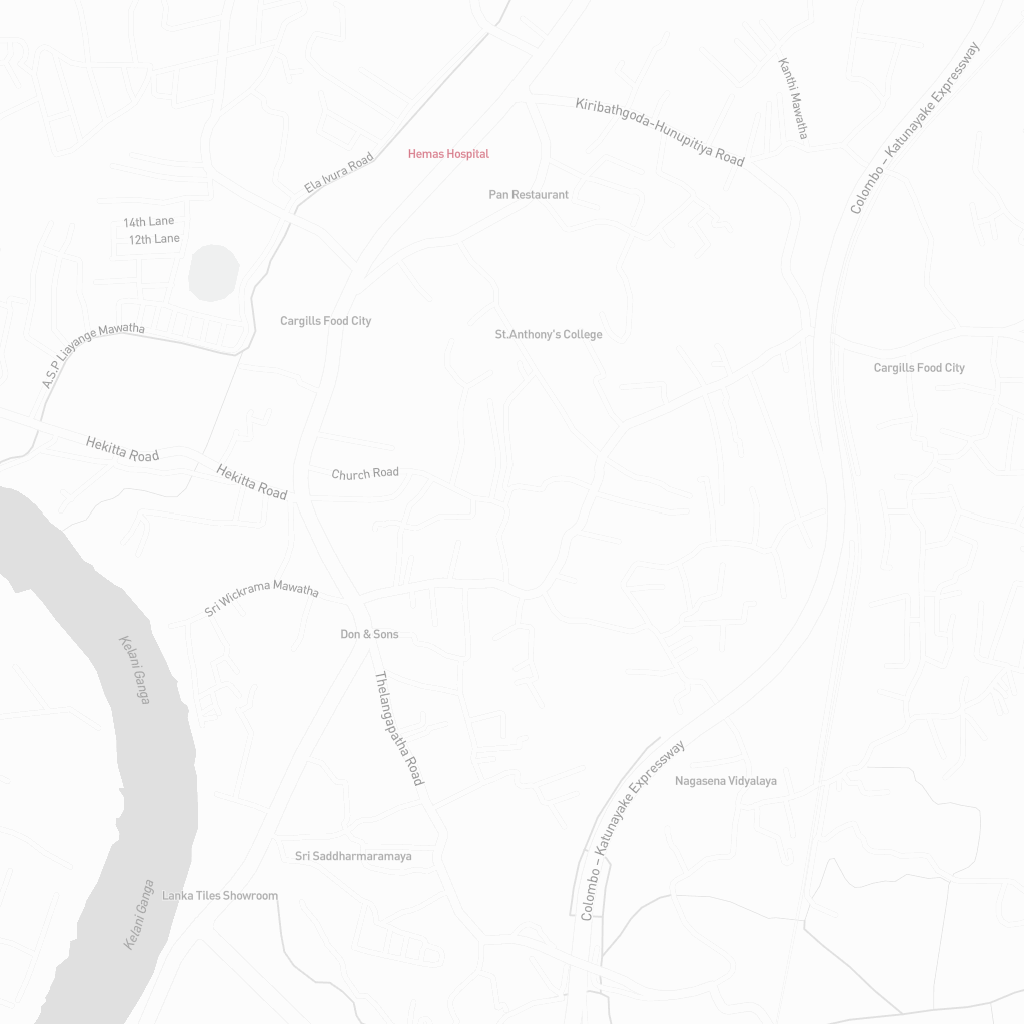 Kanthi Mawatha
Colombo – Katunayake Expressway
Kiribathgoda-Hunupitiya Road
Hemas Hospital
Ela Ivura Road
Pan Restaurant
14th Lane
12th Lane
Cargills Food City
A.S.P Liayange Mawatha
St.Anthony's College
Cargills Food City
Hekitta Road
Hekitta Road
Church Road
Sri Wickrama Mawatha
Don & Sons
Kelani Ganga
Thelangapatha Road
Colombo – Katunayake Expressway
Nagasena Vidyalaya
Sri Saddharmaramaya
Lanka Tiles Showroom
Kelani Ganga